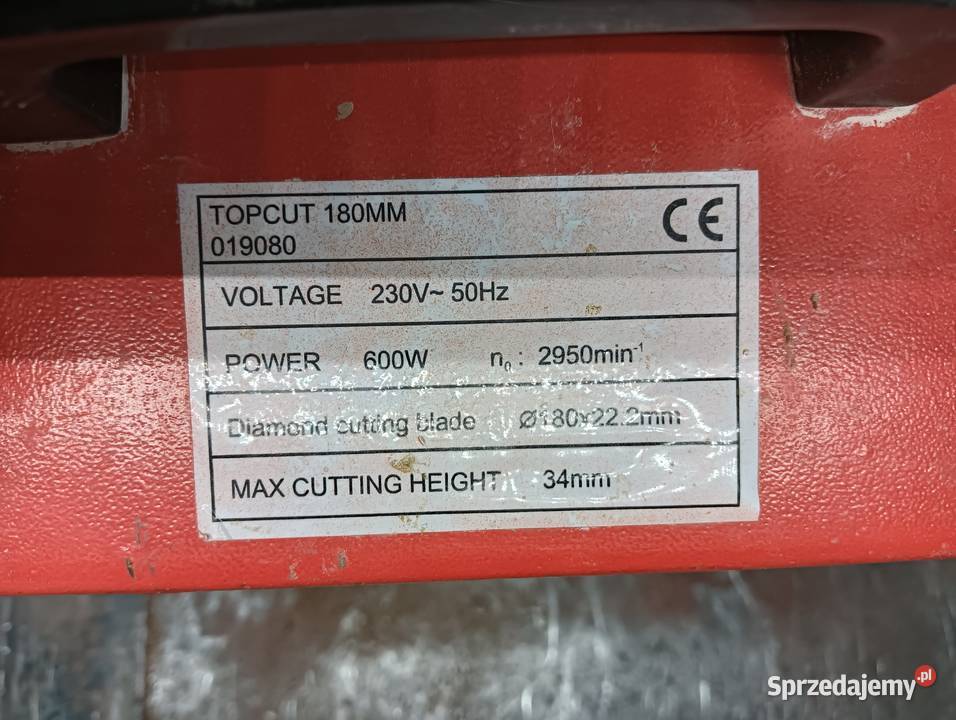 TOPCUT 180MM
019080
CE
VOLTAGE 230V~ 50Hz
POWER 600W n₀ : 2950min⁻¹
Diamond cutting blade Ø180x22.2mm
MAX CUTTING HEIGHT 34mm
Sprzedajemy.pl